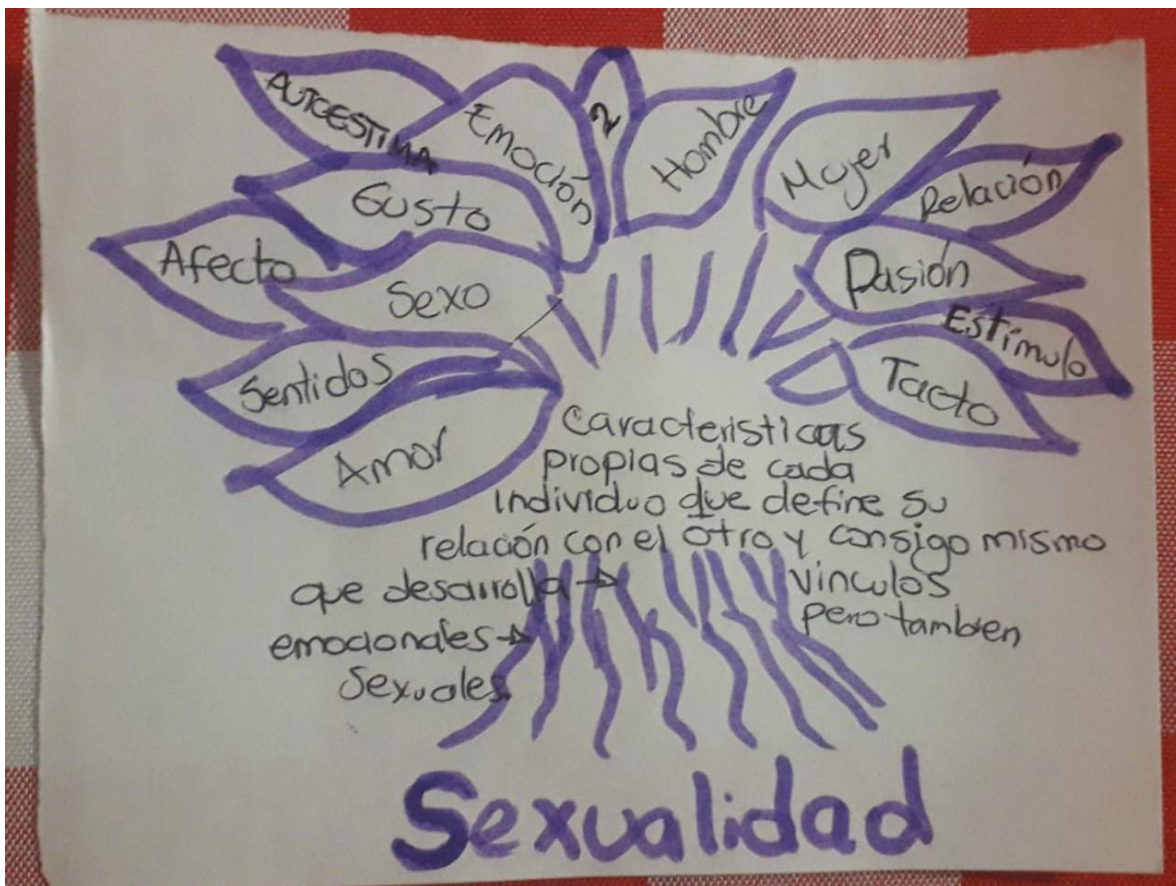 AUTOESTIMA
Emoción
2
Hombre
Mujer
Relación
Gusto
Afecto
Sexo
Pasión
Estímulo
Sentidos
Tacto
Amor
Caracteristicas
propias de cada
individuo que define su
relación con el otro y consigo mismo
que desarrolla → vinculos
emocionales → pero tambien
Sexuales.
Sexualidad